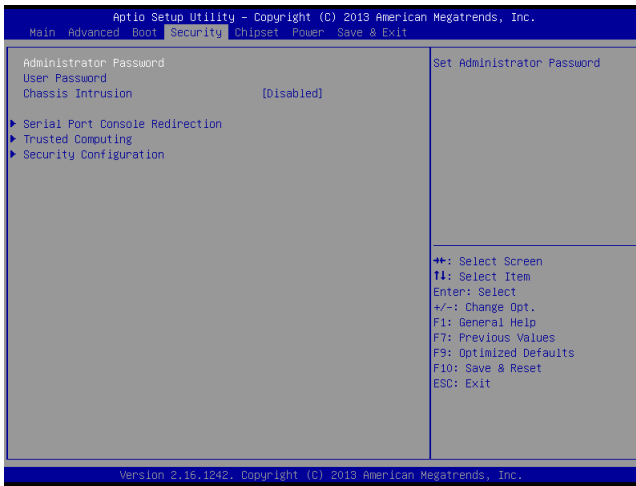 Aptio Setup Utility – Copyright (C) 2013 American Megatrends, Inc.
Main Advanced Boot Security Chipset Power Save & Exit
Administrator Password
User Password
Chassis Intrusion [Disabled]
Serial Port Console Redirection
Trusted Computing
Security Configuration
Set Administrator Password
→←: Select Screen
↑↓: Select Item
Enter: Select
+/-: Change Opt.
F1: General Help
F7: Previous Values
F9: Optimized Defaults
F10: Save & Reset
ESC: Exit
Version 2.16.1242. Copyright (C) 2013 American Megatrends, Inc.